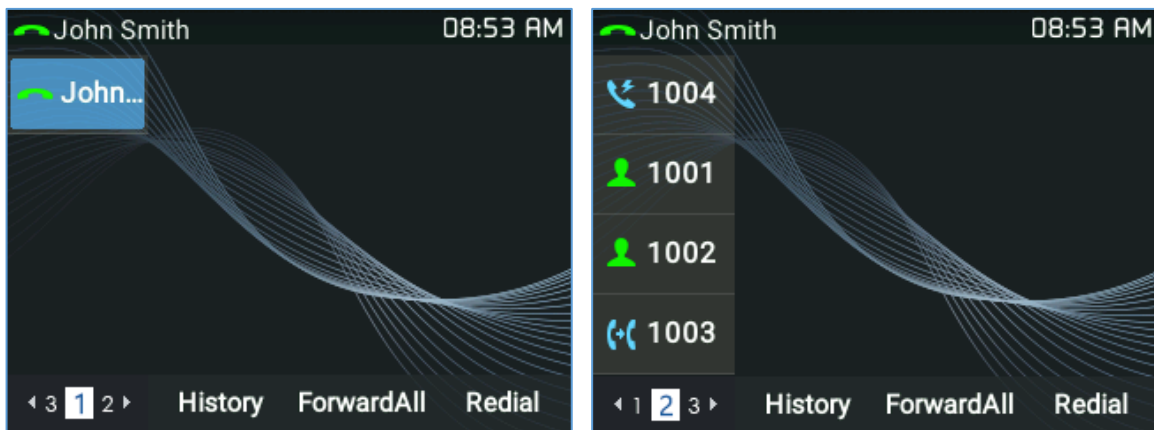 John Smith 08:53 AM
John...
3 1 2 History ForwardAll Redial
John Smith 08:53 AM
1004
1001
1002
1003
1 2 3 History ForwardAll Redial